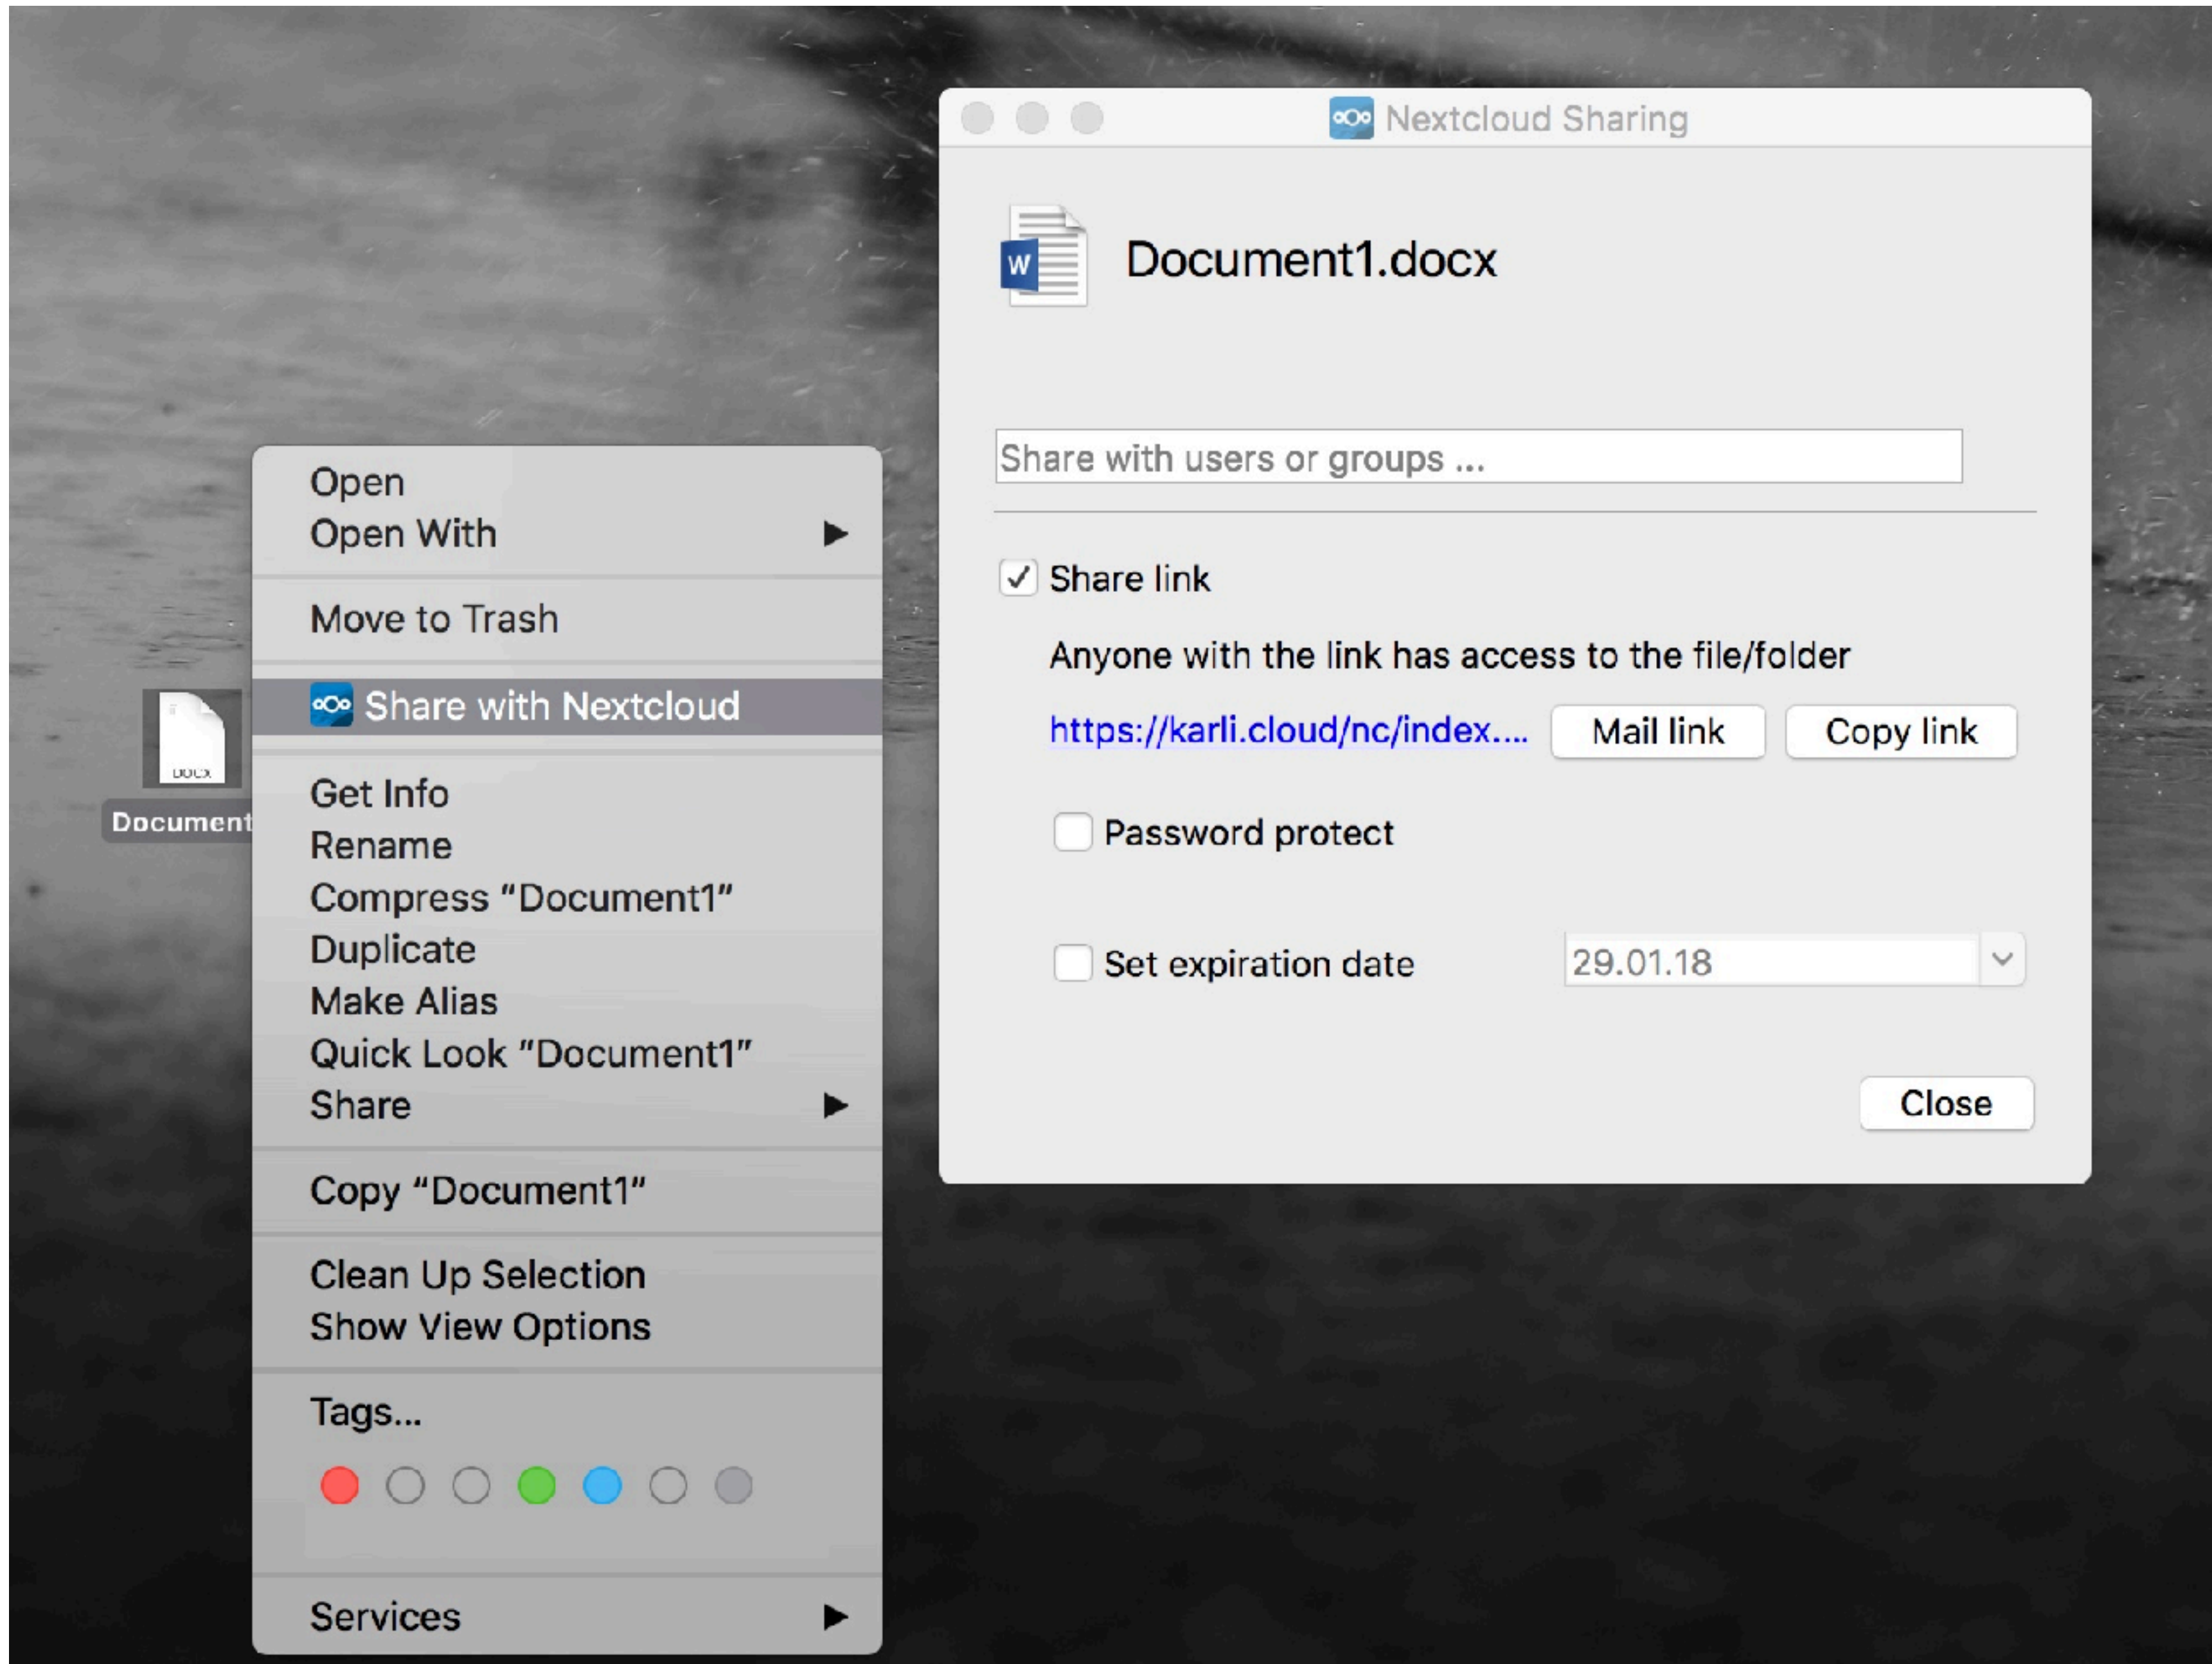 DOCX
Document
Open
Open With
Move to Trash
Share with Nextcloud
Get Info
Rename
Compress “Document1”
Duplicate
Make Alias
Quick Look “Document1”
Share
Copy “Document1”
Clean Up Selection
Show View Options
Tags...
Services
Nextcloud Sharing
W
Document1.docx
Share with users or groups ...
Share link
Anyone with the link has access to the file/folder
https://karli.cloud/nc/index.... Mail link Copy link
Password protect
Set expiration date 29.01.18
Close